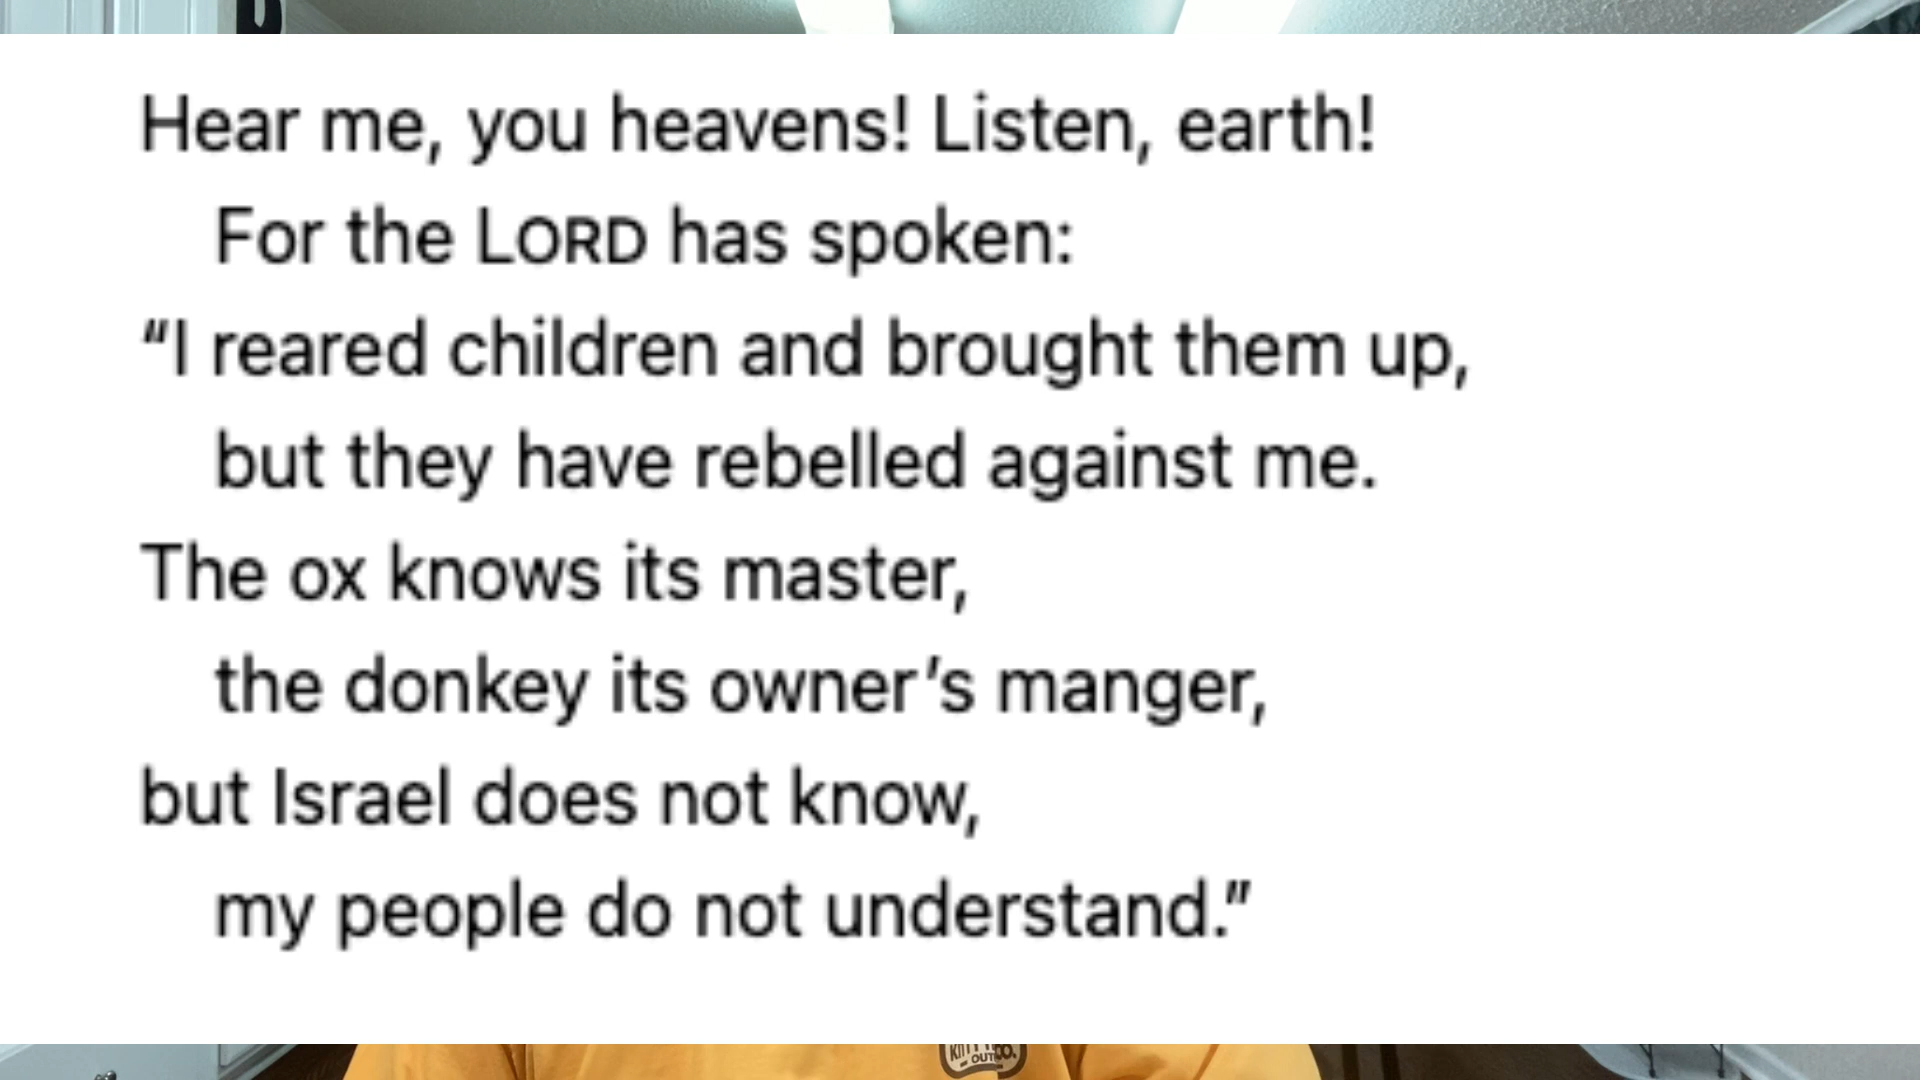 Hear me, you heavens! Listen, earth!
For the LORD has spoken:
“I reared children and brought them up,
but they have rebelled against me.
The ox knows its master,
the donkey its owner’s manger,
but Israel does not know,
my people do not understand.”
OUT CO.